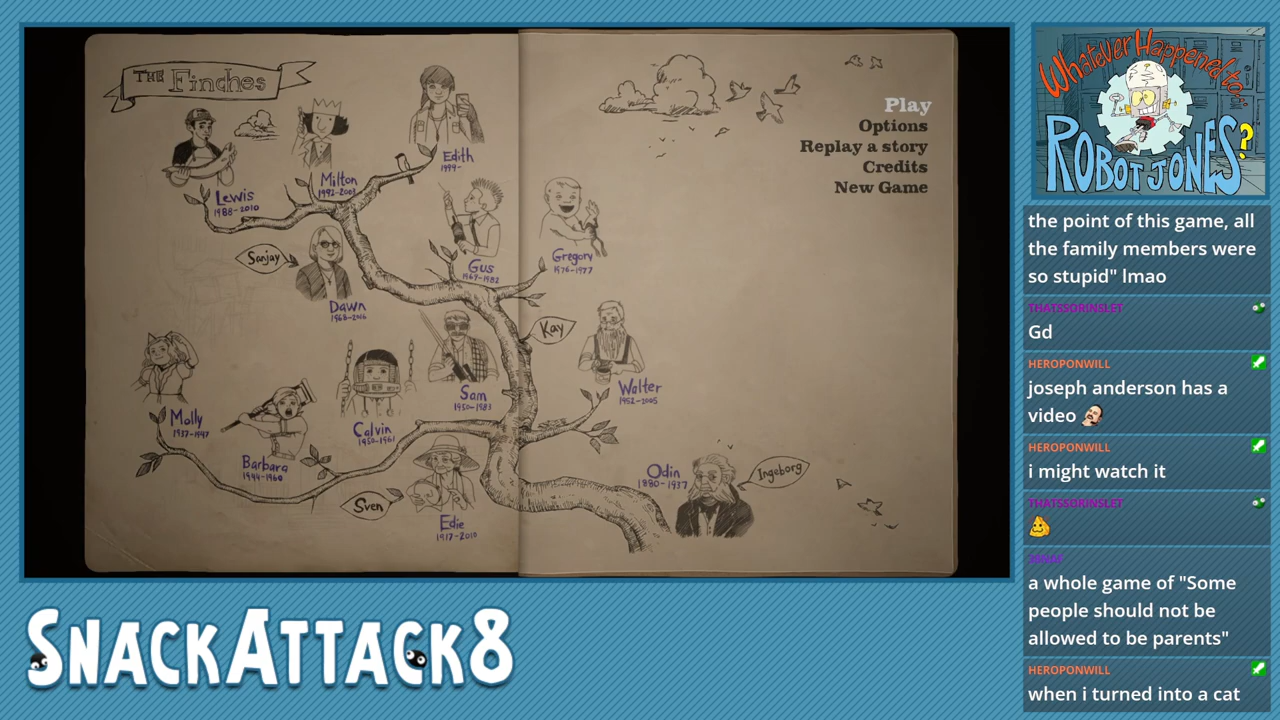 THE Finches
Play
Options
Replay a story
Credits
New Game
Edith
1999-
Lewis
1988-2010
Milton
1992-2003
Sanjay
Dawn
1968-2016
Gus
1969-1982
Gregory
1976-1977
Kay
Sam
1950-1983
Walter
1952-2005
Molly
1937-1947
Barbara
1944-1960
Calvin
1950-1961
Sven
Edie
1917-2010
Odin
1880-1937
Ingeborg
SNACKATTACK8
Whatever Happened to...
ROBOT JONES?
the point of this game, all
the family members were
so stupid" lmao
THATSSORINSLET
Gd
HEROPONWILL
joseph anderson has a
video
HEROPONWILL
i might watch it
THATSSORINSLET
a whole game of "Some
people should not be
allowed to be parents"
HEROPONWILL
when i turned into a cat